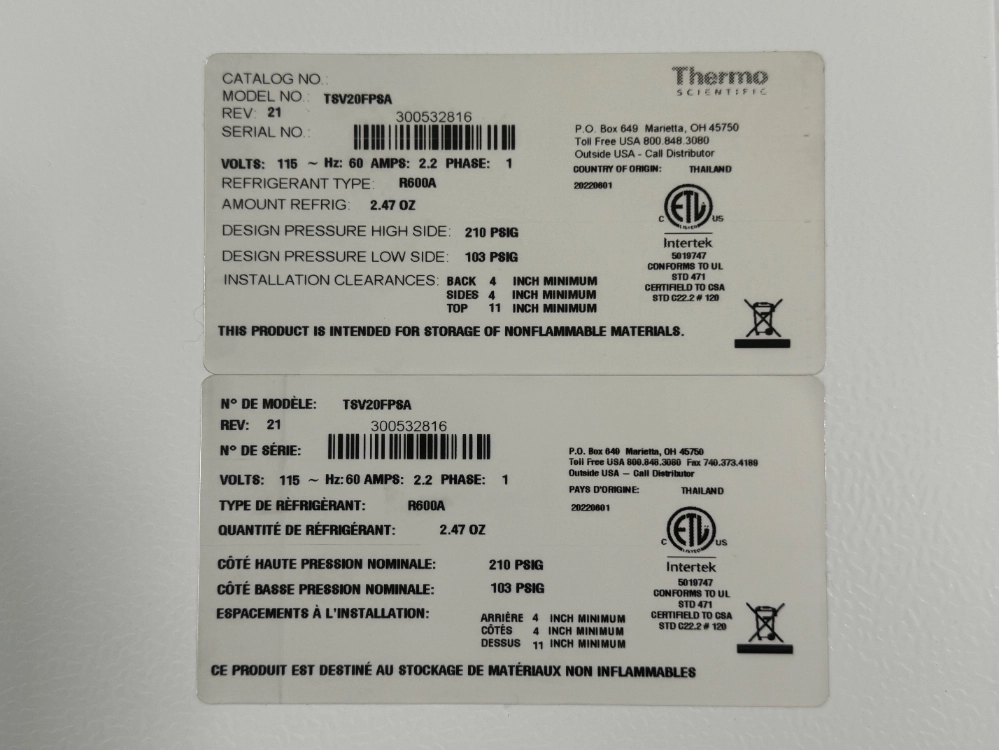 CATALOG NO.:
MODEL NO.: TSV20FPSA
REV: 21
300532816
SERIAL NO.:
VOLTS: 115 ~ Hz: 60 AMPS: 2.2 PHASE: 1
REFRIGERANT TYPE: R600A
AMOUNT REFRIG: 2.47 OZ
DESIGN PRESSURE HIGH SIDE: 210 PSIG
DESIGN PRESSURE LOW SIDE: 103 PSIG
INSTALLATION CLEARANCES: BACK 4 INCH MINIMUM
SIDES 4 INCH MINIMUM
TOP 11 INCH MINIMUM
THIS PRODUCT IS INTENDED FOR STORAGE OF NONFLAMMABLE MATERIALS.
Thermo
SCIENTIFIC
P.O. Box 649 Marietta, OH 45750
Toll Free USA 800.848.3080
Outside USA - Call Distributor
COUNTRY OF ORIGIN: THAILAND
20220601
C ETL US
LISTED
Intertek
5019747
CONFORMS TO UL
STD 471
CERTIFIELD TO CSA
STD C22.2 # 120
N° DE MODÈLE: TSV20FPSA
REV: 21
300532816
N° DE SÉRIE:
VOLTS: 115 ~ Hz: 60 AMPS: 2.2 PHASE: 1
TYPE DE RÈFRIGÈRANT: R600A
QUANTITÉ DE RÉFRIGÉRANT: 2.47 OZ
CÔTÉ HAUTE PRESSION NOMINALE: 210 PSIG
CÔTÉ BASSE PRESSION NOMINALE: 103 PSIG
ESPACEMENTS À L'INSTALLATION: ARRIÈRE 4 INCH MINIMUM
CÔTÉS 4 INCH MINIMUM
DESSUS 11 INCH MINIMUM
CE PRODUIT EST DESTINÉ AU STOCKAGE DE MATÉRIAUX NON INFLAMMABLES
P.O. Box 649 Marietta, OH 45750
Toll Free USA 800.848.3080 Fax 740.373.4189
Outside USA – Call Distributor
PAYS D'ORIGINE: THAILAND
20220601
C ETL US
LISTED
Intertek
5019747
CONFORMS TO UL
STD 471
CERTIFIELD TO CSA
STD C22.2 # 120